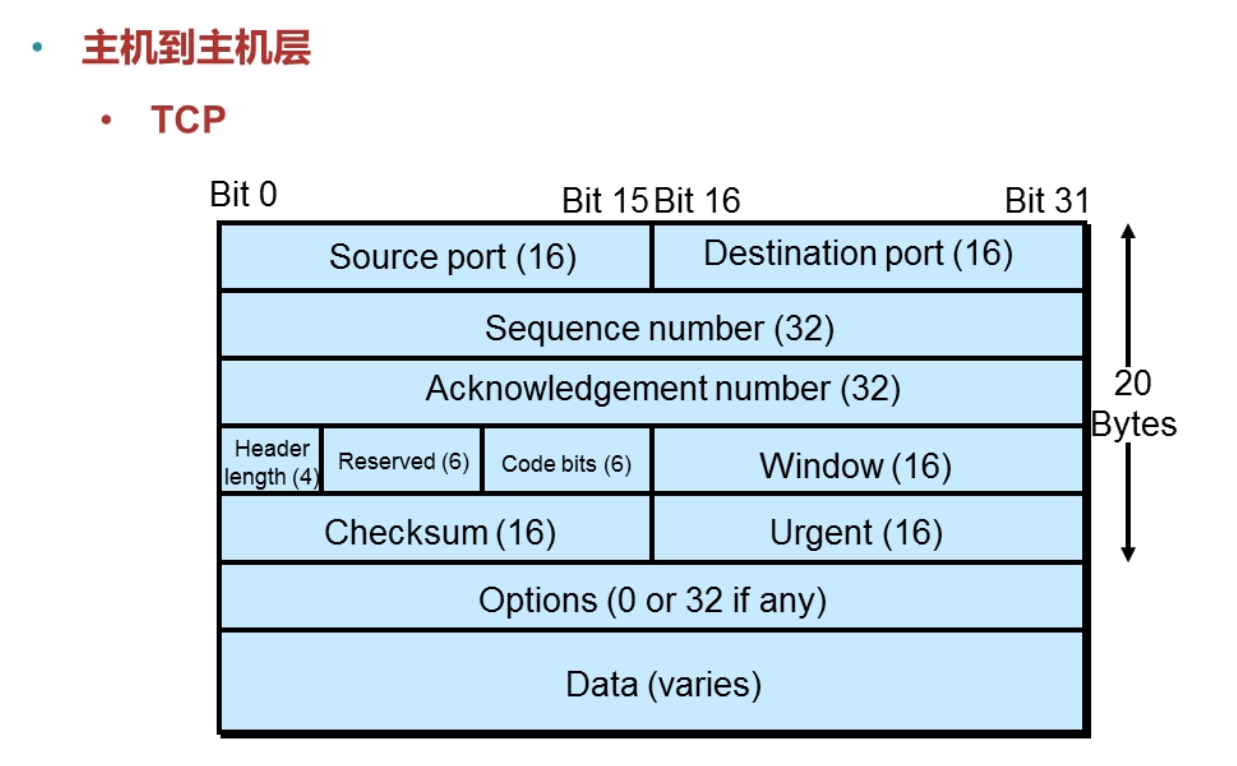 主机到主机层
TCP
Bit 0 Bit 15 Bit 16 Bit 31
Source port (16) Destination port (16)
Sequence number (32)
Acknowledgement number (32)
20
Bytes
Header
length (4) Reserved (6) Code bits (6) Window (16)
Checksum (16) Urgent (16)
Options (0 or 32 if any)
Data (varies)